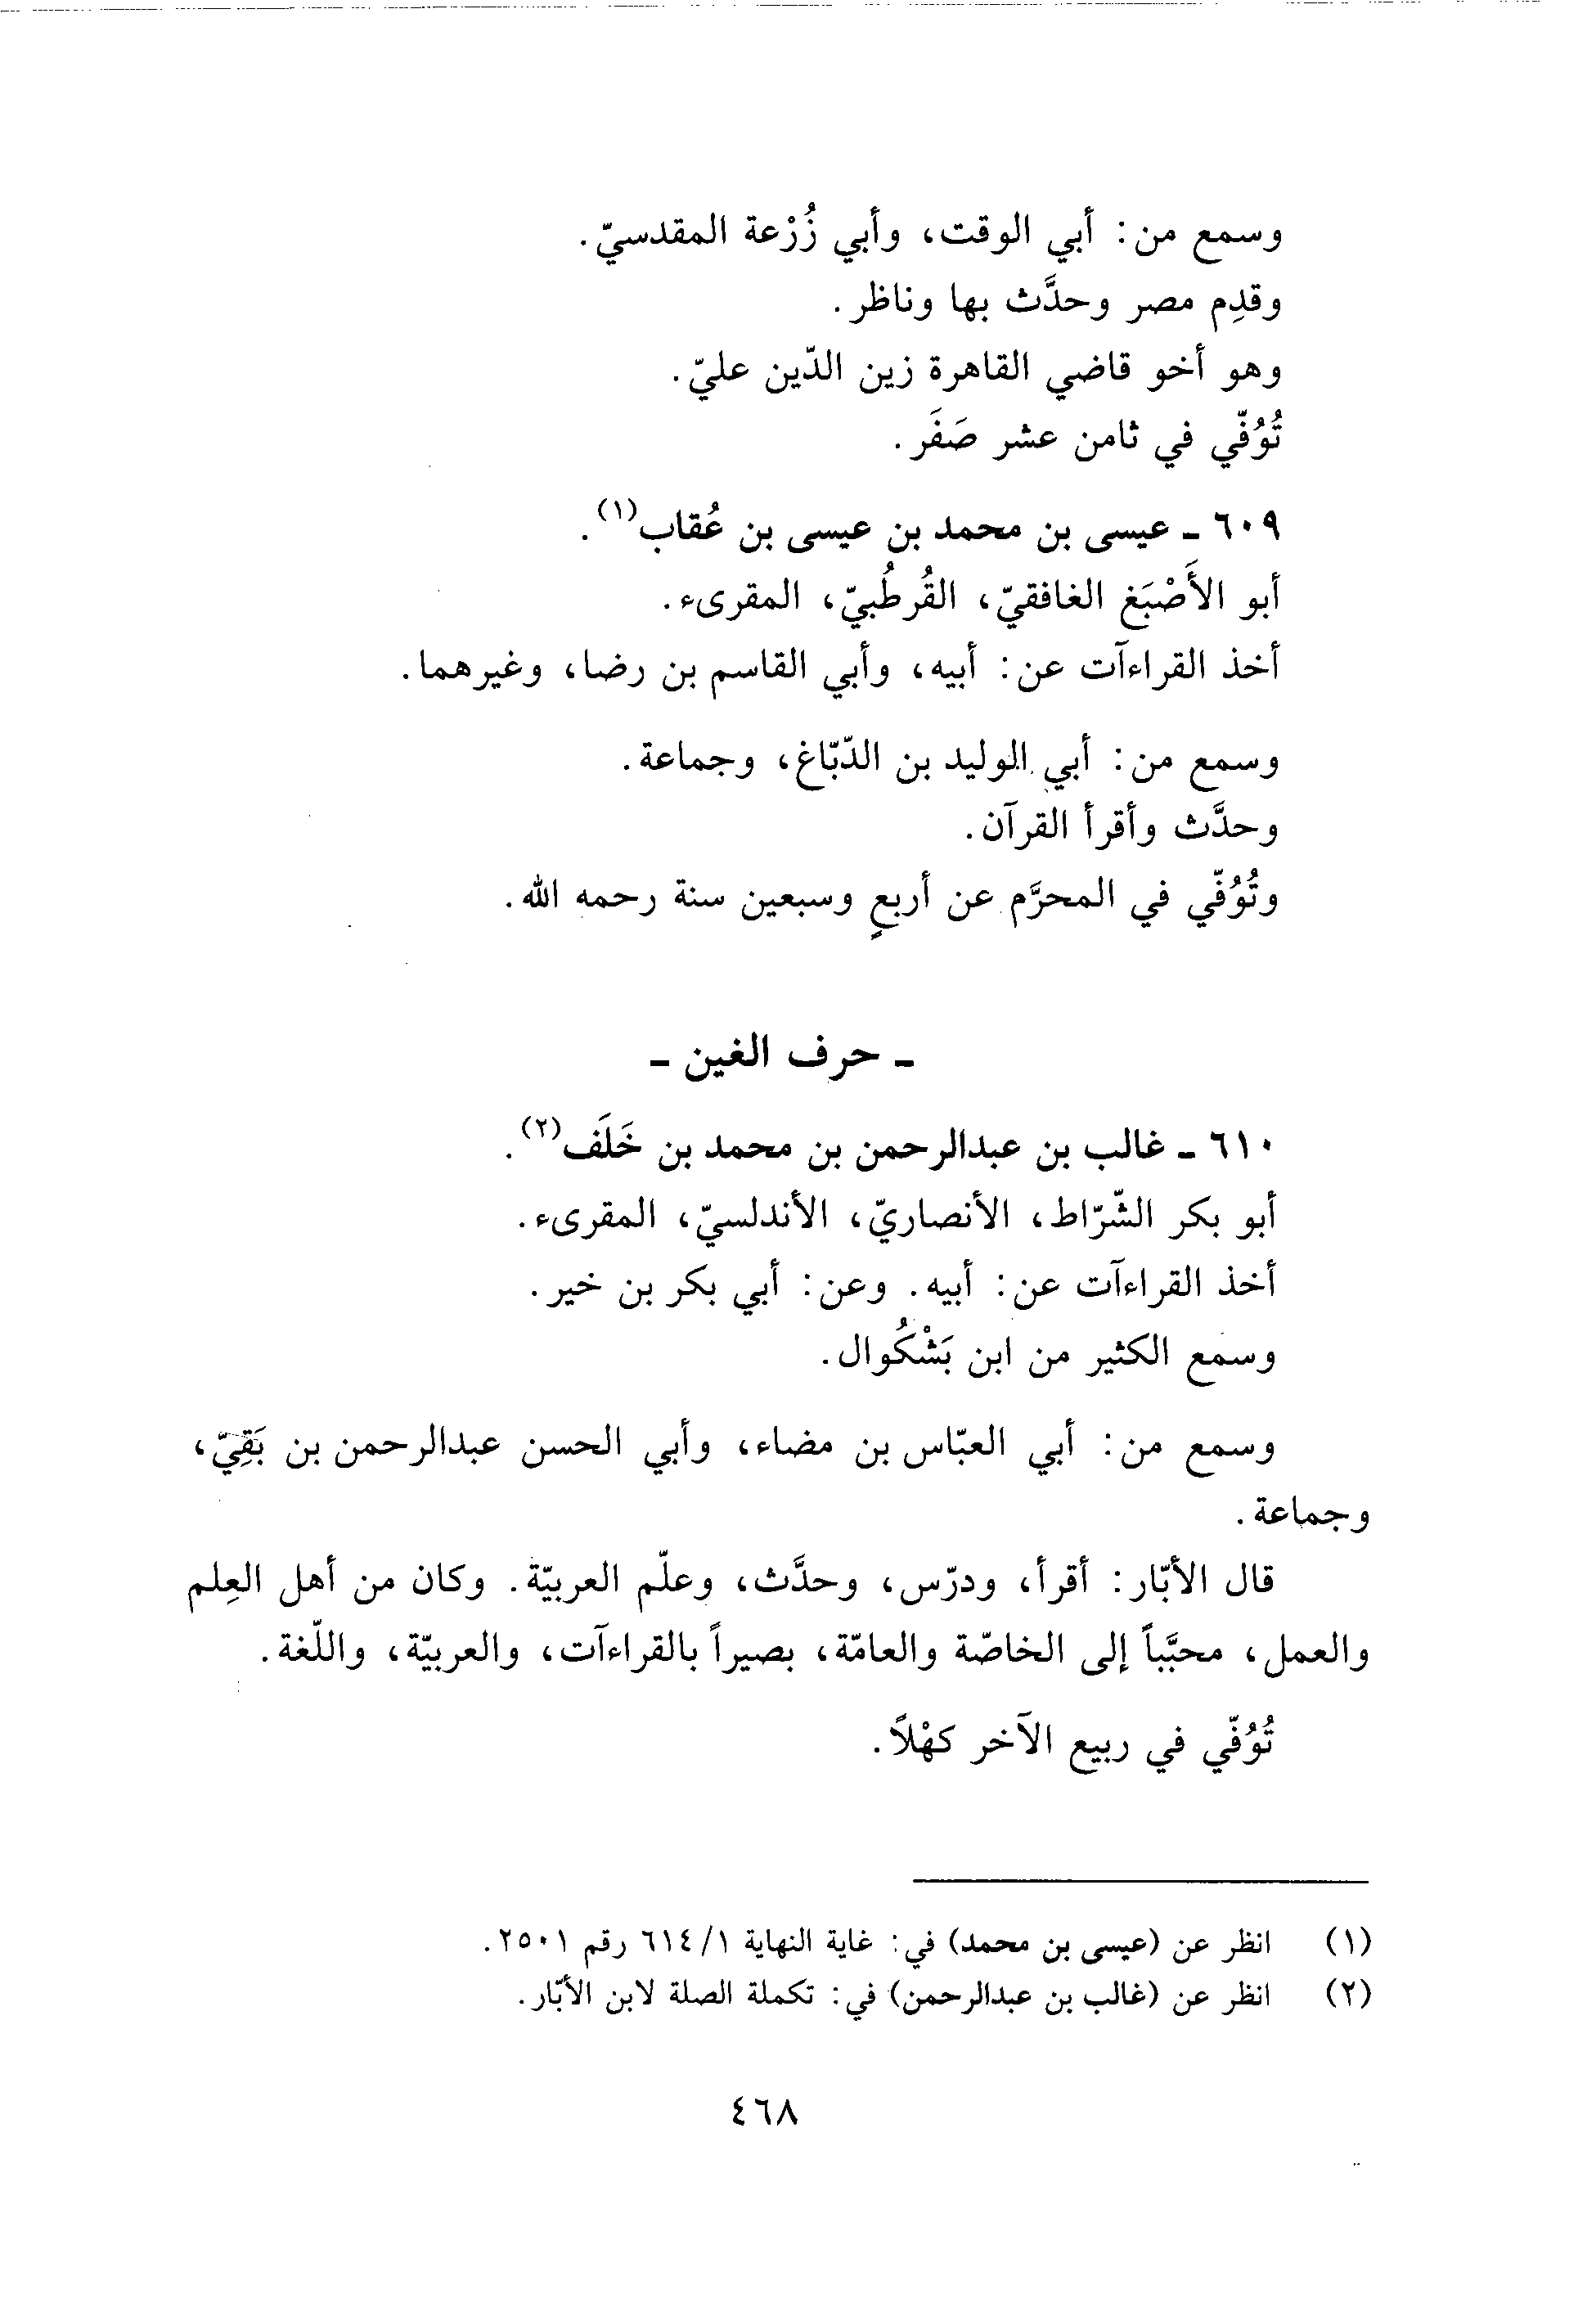 وسمع من: أبي الوقت، وأبي زُرْعة المقدسيّ.
وقدِم مصر وحدَّث بها وناظر.
وهو أخو قاضي القاهرة زين الدّين عليّ.
تُوُفّي في ثامن عشر صَفَر.
٦٠٩ ـ عيسى بن محمد بن عيسى بن عُقاب(١).
أبو الأَصْبَغ الغافقيّ، القُرطُبيّ، المقرىء.
أخذ القراءآت عن: أبيه، وأبي القاسم بن رضا، وغيرهما.
وسمع من: أبي الوليد بن الدّبّاغ، وجماعة.
وحدَّث وأقرأ القرآن.
وتُوُفّي في المحرَّم عن أربعٍ وسبعين سنة رحمه الله.
ـ حرف الغين ـ
٦١٠ ـ غالب بن عبدالرحمن بن محمد بن خَلَف(٢).
أبو بكر الشّرّاط، الأنصاريّ، الأندلسيّ، المقرىء.
أخذ القراءآت عن: أبيه. وعن: أبي بكر بن خير.
وسمع الكثير من ابن بَشْكُوال.
وسمع من: أبي العبّاس بن مضاء، وأبي الحسن عبدالرحمن بن بَقِيّ،
وجماعة.
قال الأبّار: أقرأ، ودرّس، وحدَّث، وعلّم العربيّة. وكان من أهل العِلم
والعمل، محبَّباً إلى الخاصّة والعامّة، بصيراً بالقراءآت، والعربيّة، واللّغة.
تُوُفّي في ربيع الآخر كهْلاً.
(١) انظر عن (عيسى بن محمد) في: غاية النهاية ٦١٤/١ رقم ٢٥٠١.
(٢) انظر عن (غالب بن عبدالرحمن) في: تكملة الصلة لابن الأبّار.
٤٦٨